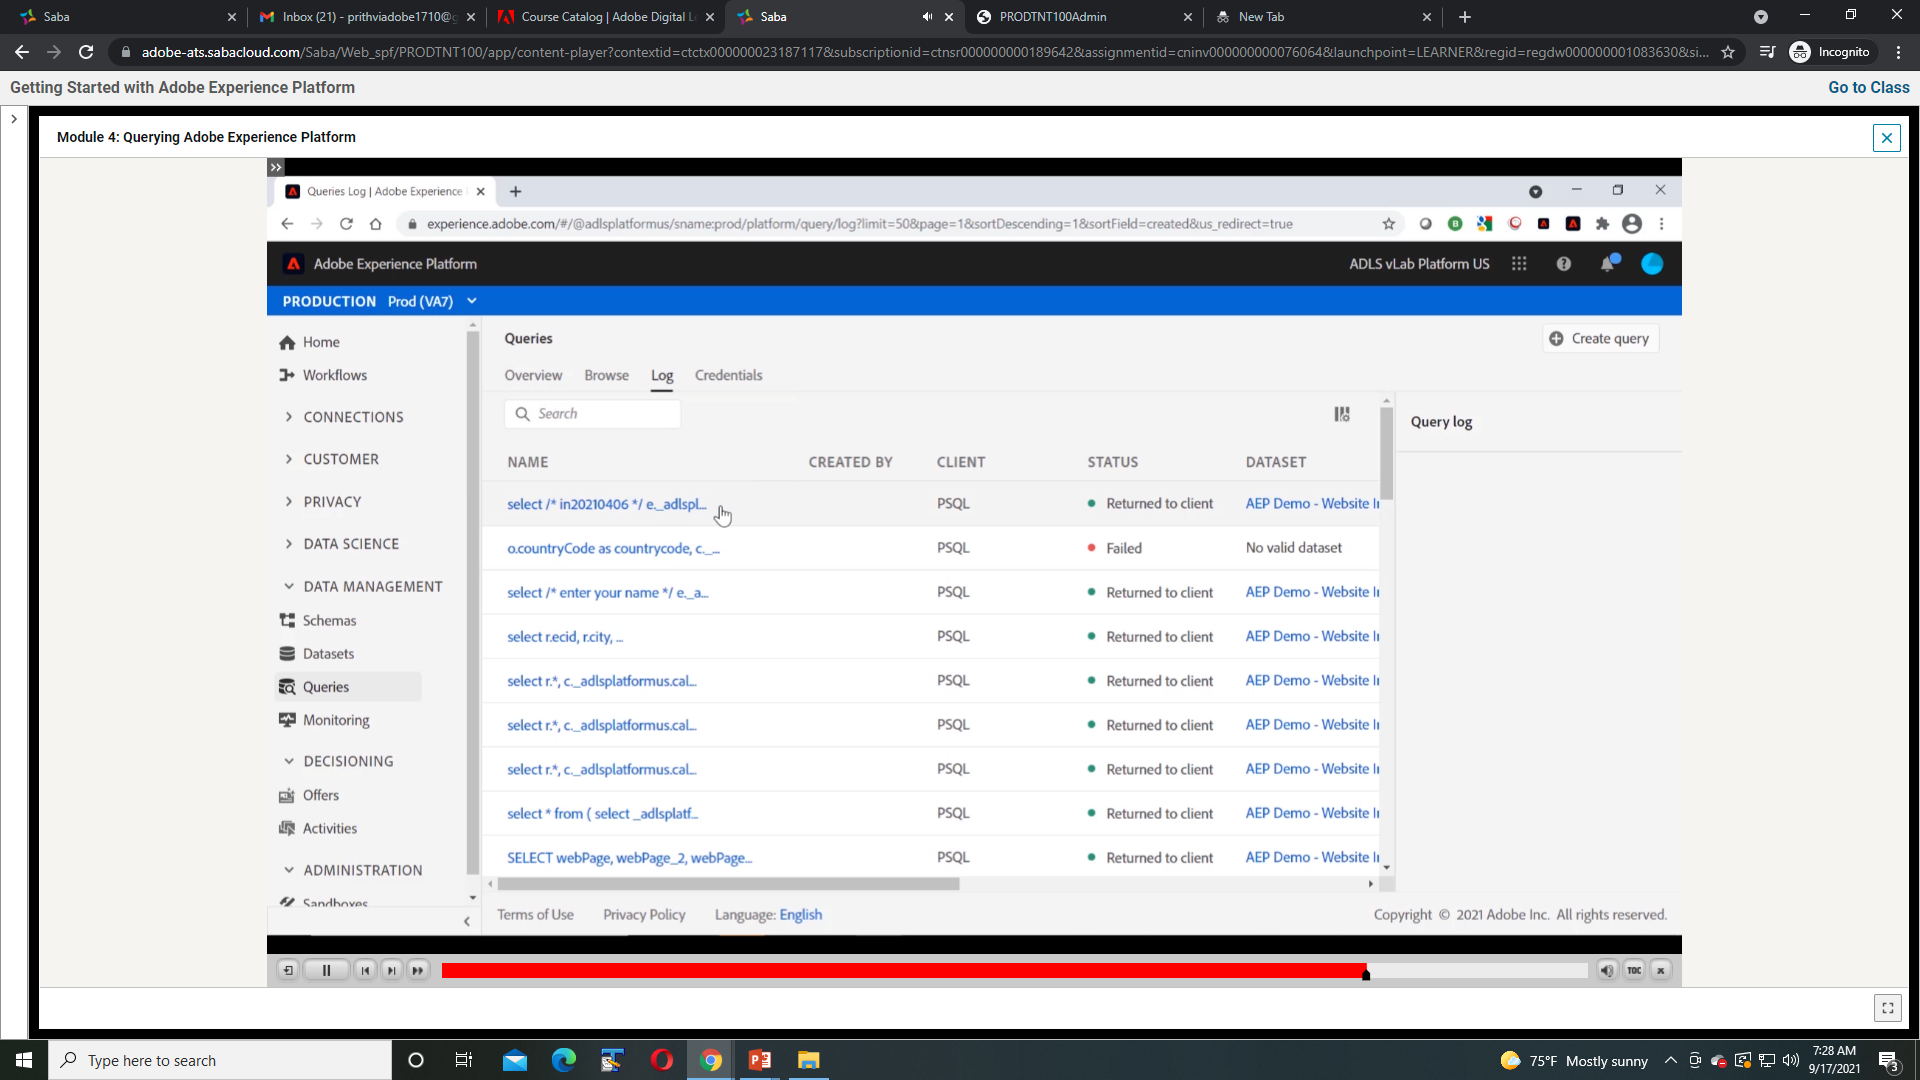 Saba
Inbox (21) - prithviadobe1710@g
Course Catalog | Adobe Digital L
Saba
PRODTNT100Admin
New Tab
adobe-ats.sabacloud.com/Saba/Web_spf/PRODTNT100/app/content-player?contextid=ctctx000000023187117&subscriptionid=ctnsr000000000189642&assignmentid=cninv000000000076064&launchpoint=LEARNER&regid=regdw000000001083630&si...
Incognito
Getting Started with Adobe Experience Platform
Go to Class
Module 4: Querying Adobe Experience Platform
Queries Log | Adobe Experience
experience.adobe.com/#/@adlsplatformus/sname:prod/platform/query/log?limit=50&page=1&sortDescending=1&sortField=created&us_redirect=true
Adobe Experience Platform
ADLS vLab Platform US
PRODUCTION Prod (VA7)
Home
Workflows
CONNECTIONS
CUSTOMER
PRIVACY
DATA SCIENCE
DATA MANAGEMENT
Schemas
Datasets
Queries
Monitoring
DECISIONING
Offers
Activities
ADMINISTRATION
Sandboxes
Queries
Create query
Overview Browse Log Credentials
Search
Query log
NAME CREATED BY CLIENT STATUS DATASET
select /* in20210406 */ e._adlspl... PSQL Returned to client AEP Demo - Website I
o.countryCode as countrycode, c._... PSQL Failed No valid dataset
select /* enter your name */ e._a... PSQL Returned to client AEP Demo - Website I
select r.ecid, r.city, ... PSQL Returned to client AEP Demo - Website I
select r.*, c._adlsplatformus.cal... PSQL Returned to client AEP Demo - Website I
select r.*, c._adlsplatformus.cal... PSQL Returned to client AEP Demo - Website I
select r.*, c._adlsplatformus.cal... PSQL Returned to client AEP Demo - Website I
select * from ( select _adlsplatf... PSQL Returned to client AEP Demo - Website I
SELECT webPage, webPage_2, webPage... PSQL Returned to client AEP Demo - Website I
Terms of Use Privacy Policy Language: English
Copyright © 2021 Adobe Inc. All rights reserved.
TOC
Type here to search
75°F Mostly sunny
7:28 AM
9/17/2021
3